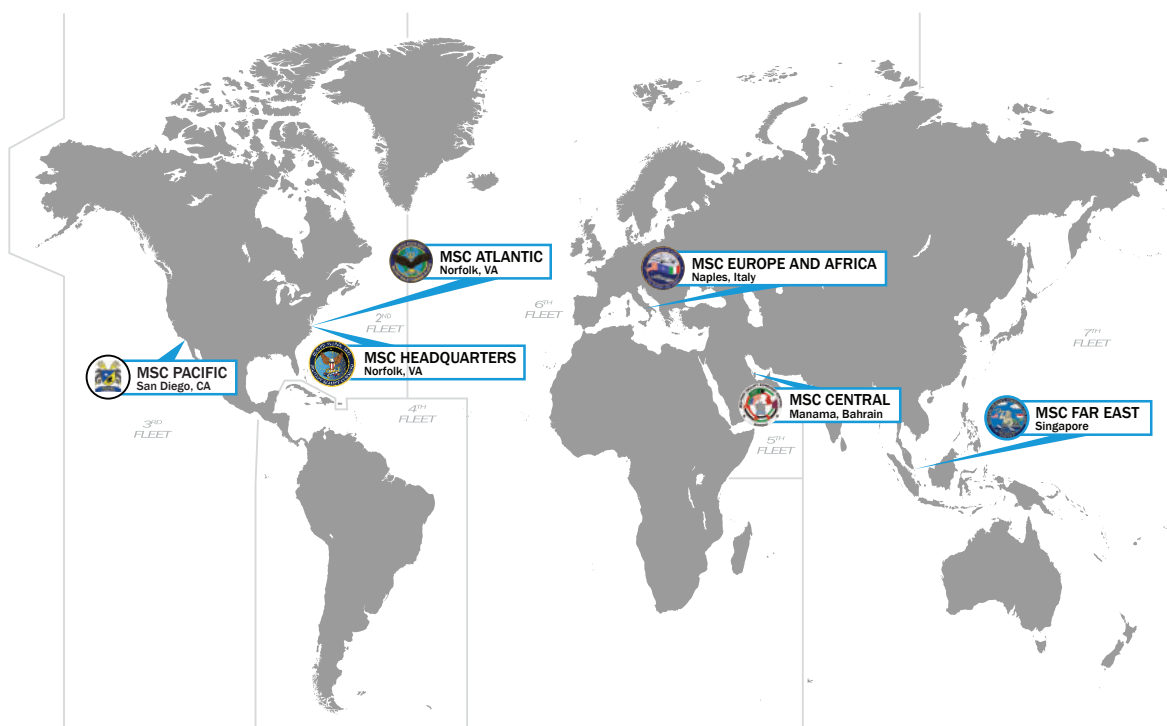 MSC ATLANTIC
Norfolk, VA
MSC EUROPE AND AFRICA
Naples, Italy
6TH
FLEET
2ND
FLEET
7TH
FLEET
MSC HEADQUARTERS
Norfolk, VA
MSC PACIFIC
San Diego, CA
MSC CENTRAL
Manama, Bahrain
4TH
FLEET
MSC FAR EAST
Singapore
3RD
FLEET
5TH
FLEET